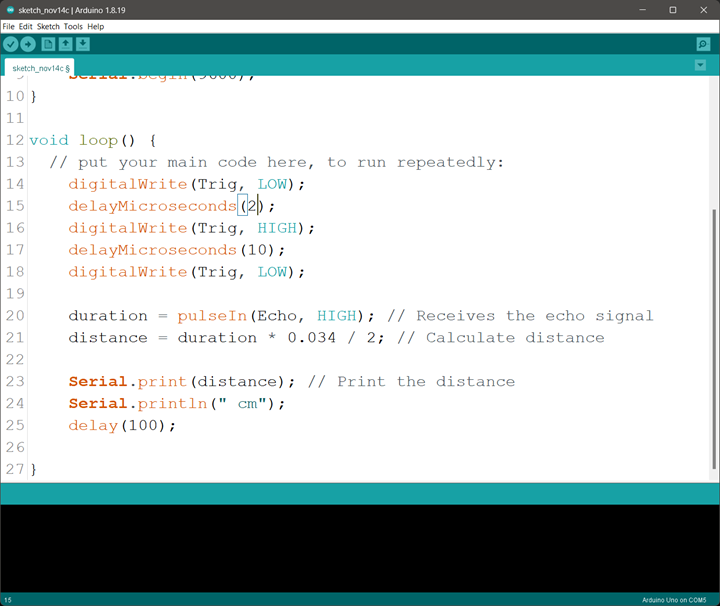 sketch_nov14c | Arduino 1.8.19
File Edit Sketch Tools Help
sketch_nov14c §
9 Serial.begin(9600);
10 }
11
12 void loop() {
13 // put your main code here, to run repeatedly:
14 digitalWrite(Trig, LOW);
15 delayMicroseconds(2);
16 digitalWrite(Trig, HIGH);
17 delayMicroseconds(10);
18 digitalWrite(Trig, LOW);
19
20 duration = pulseIn(Echo, HIGH); // Receives the echo signal
21 distance = duration * 0.034 / 2; // Calculate distance
22
23 Serial.print(distance); // Print the distance
24 Serial.println(" cm");
25 delay(100);
26
27 }
15
Arduino Uno on COM5